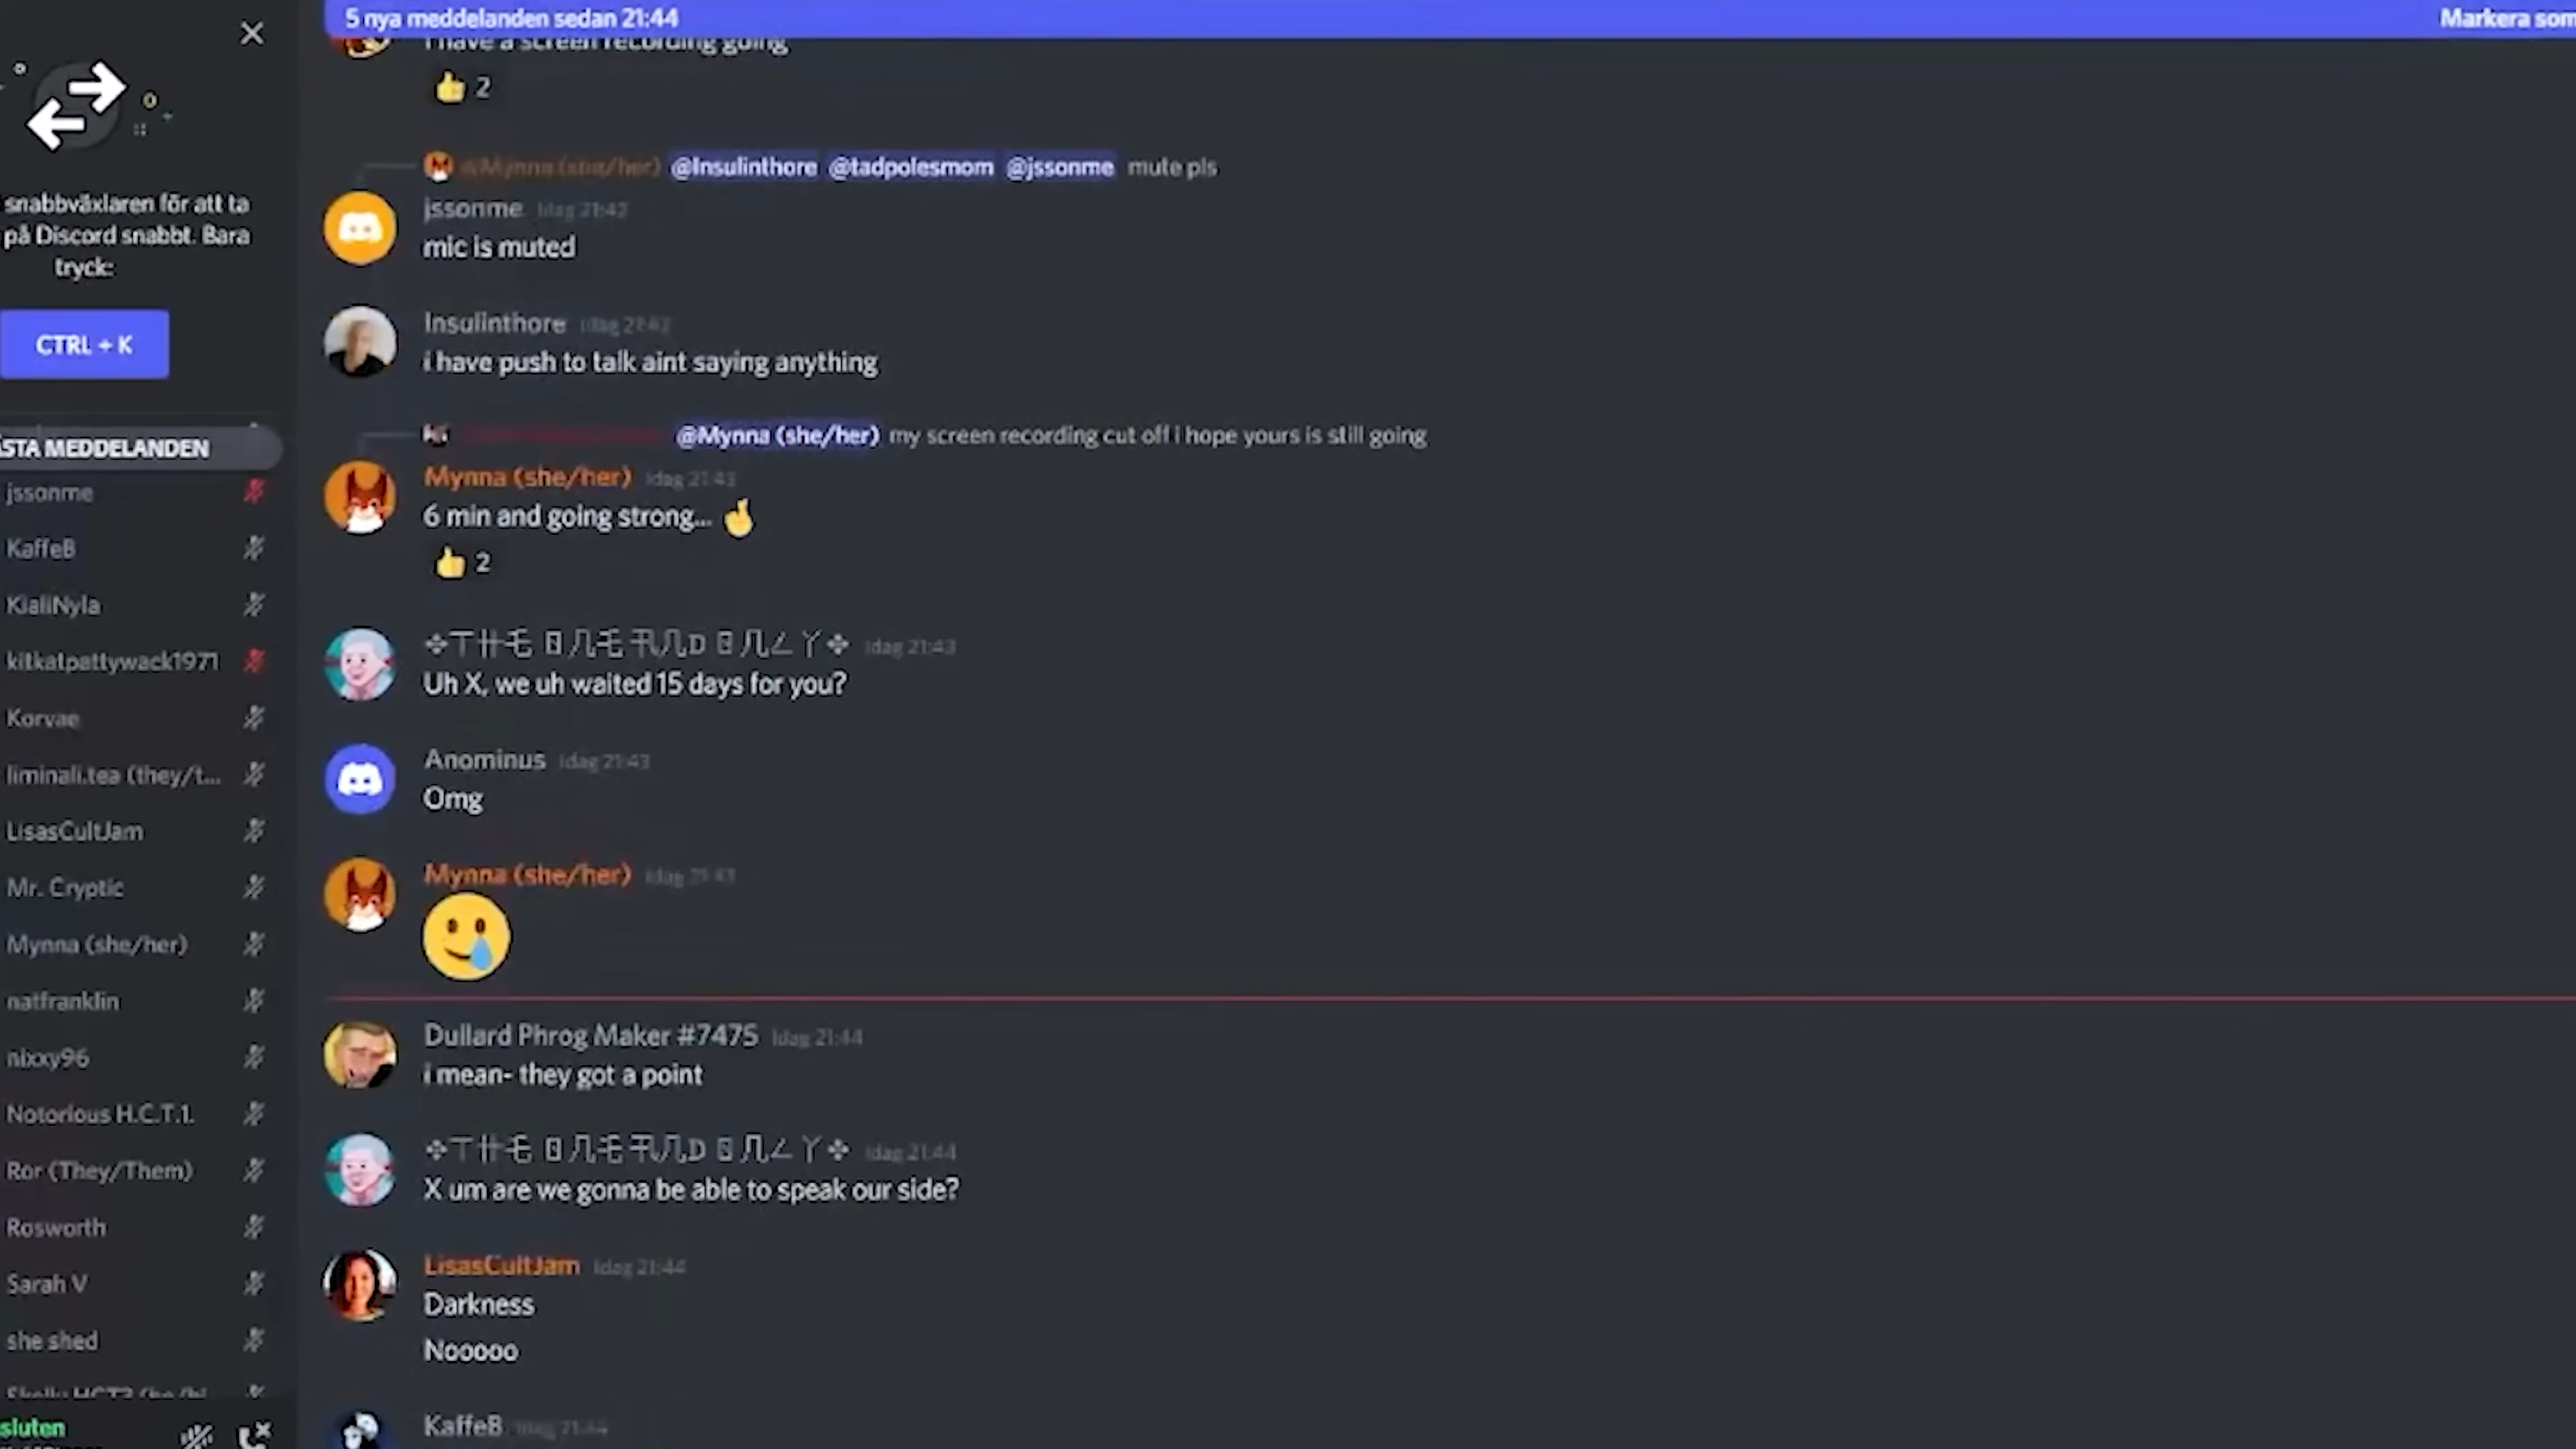 5 nya meddelanden sedan 21:44
Markera som
I have a screen recording going
2
snabbväxlaren för att ta
på Discord snabbt. Bara
tryck:
CTRL + K
STA MEDDELANDEN
jssonme
KaffeB
KialiNyla
kitkatpattywack1971
Korvae
liminali.tea (they/t...
LisasCultJam
Mr. Cryptic
Mynna (she/her)
natfranklin
nixxy96
Notorious H.C.T.1.
Ror (They/Them)
Rosworth
Sarah V
she shed
sluten
@Mynna (she/her) @Insulinthore @tadpolesmom @jssonme mute pls
jssonme Idag 21:42
mic is muted
Insulinthore Idag 21:42
i have push to talk aint saying anything
@Mynna (she/her) my screen recording cut off i hope yours is still going
Mynna (she/her) Idag 21:43
6 min and going strong... 🤞
👍 2
Idag 21:43
Uh X, we uh waited 15 days for you?
Anominus Idag 21:43
Omg
Mynna (she/her) Idag 21:43
🥲
Dullard Phrog Maker #7475 Idag 21:44
i mean- they got a point
Idag 21:44
X um are we gonna be able to speak our side?
LisasCultJam Idag 21:44
Darkness
Nooooo
KaffeB Idag 21:44